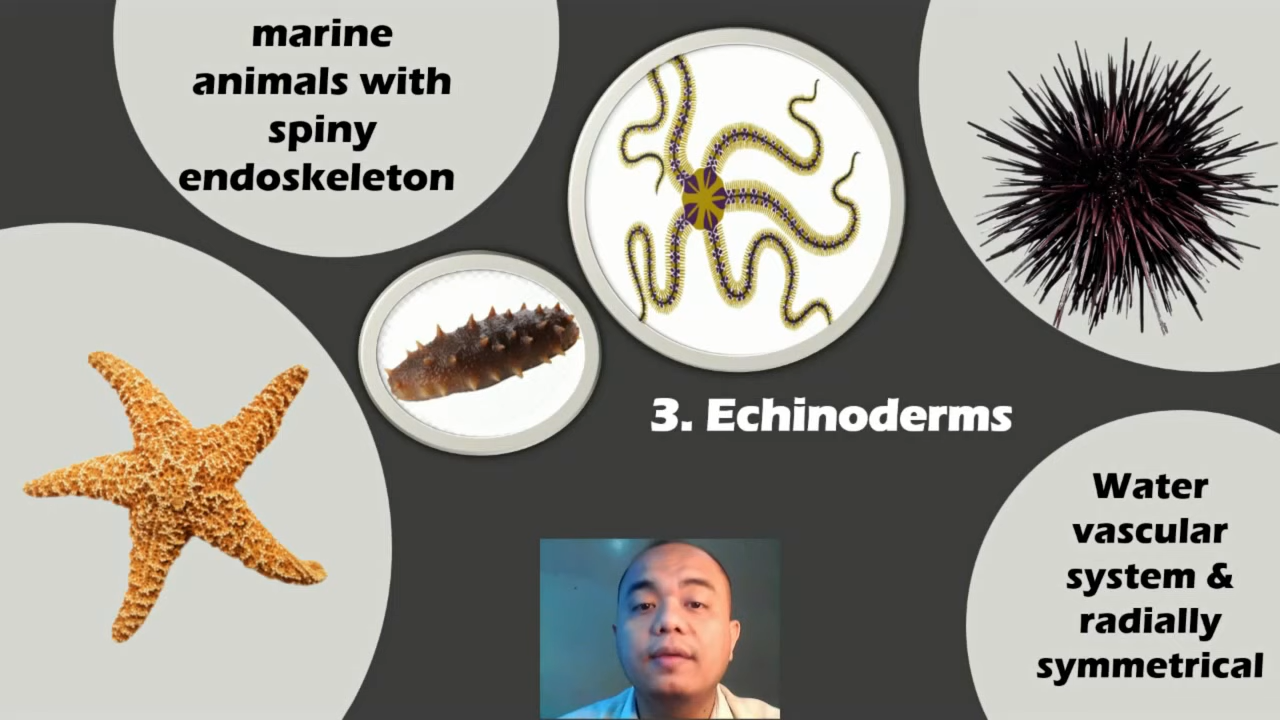 marine
animals with
spiny
endoskeleton
3. Echinoderms
Water
vascular
system &
radially
symmetrical